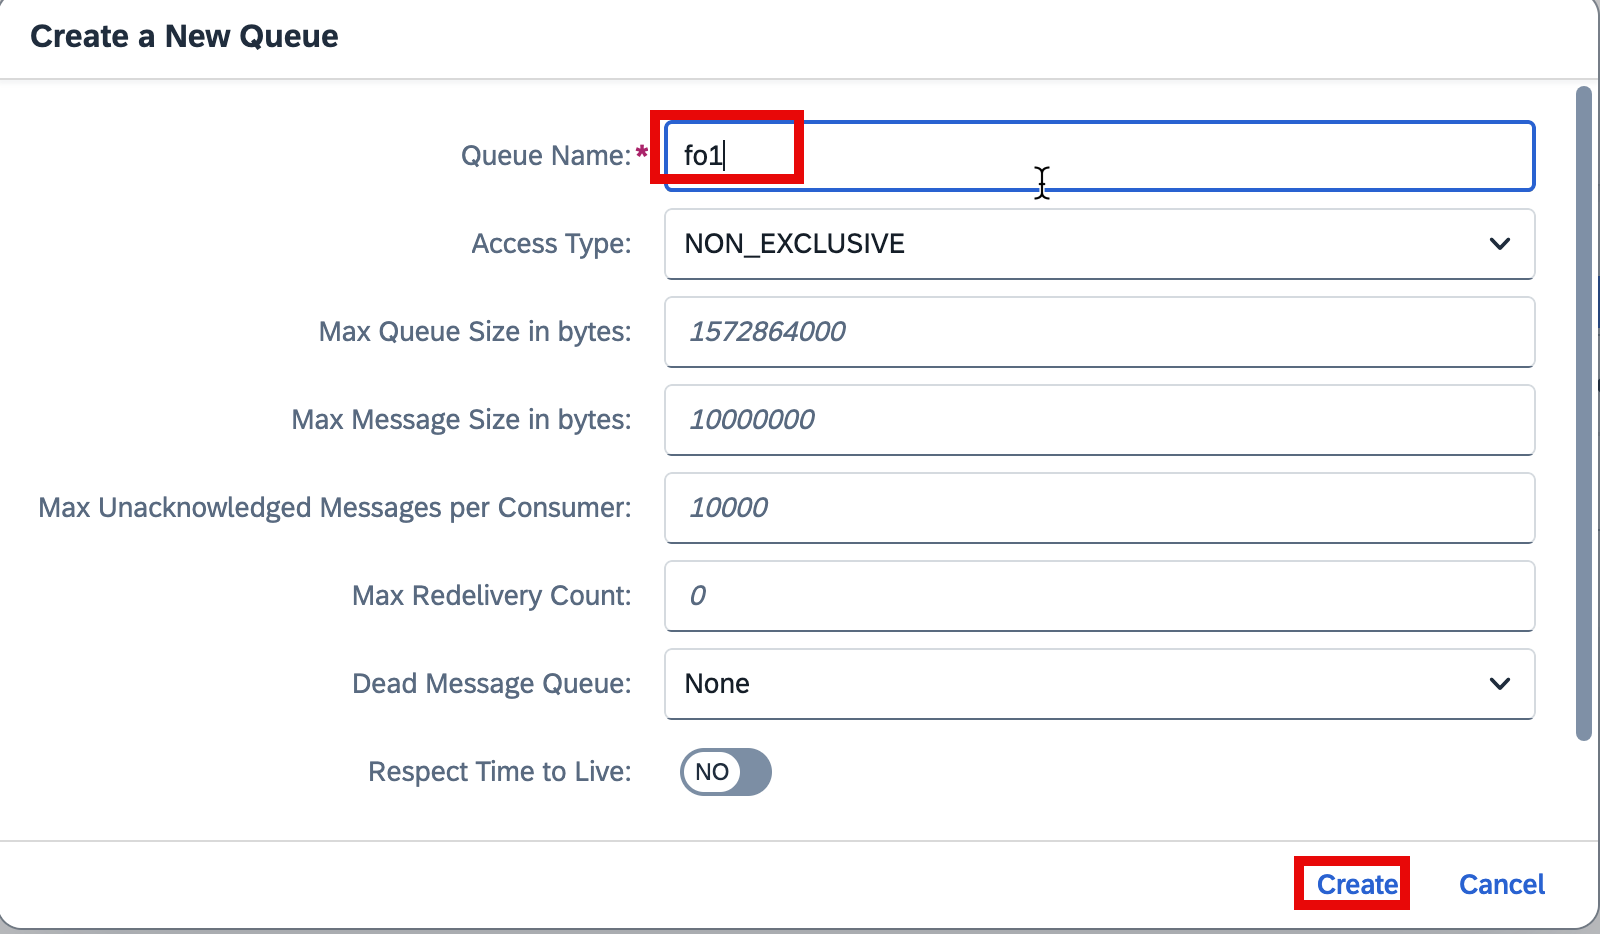 Create a New Queue
Queue Name:* fo1
Access Type: NON_EXCLUSIVE
Max Queue Size in bytes: 1572864000
Max Message Size in bytes: 10000000
Max Unacknowledged Messages per Consumer: 10000
Max Redelivery Count: 0
Dead Message Queue: None
Respect Time to Live: NO
Create Cancel